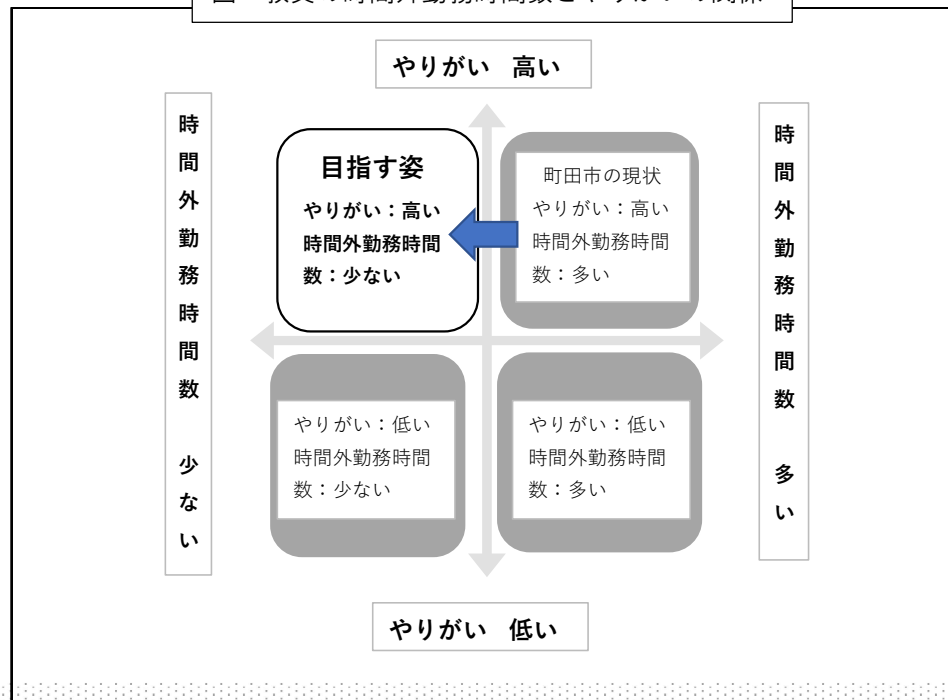 やりがい 高い
時間外勤務時間数 少ない
目指す姿
やりがい：高い
時間外勤務時間
数：少ない
町田市の現状
やりがい：高い
時間外勤務時間
数：多い
時間外勤務時間数 多い
やりがい：低い
時間外勤務時間
数：少ない
やりがい：低い
時間外勤務時間
数：多い
やりがい 低い